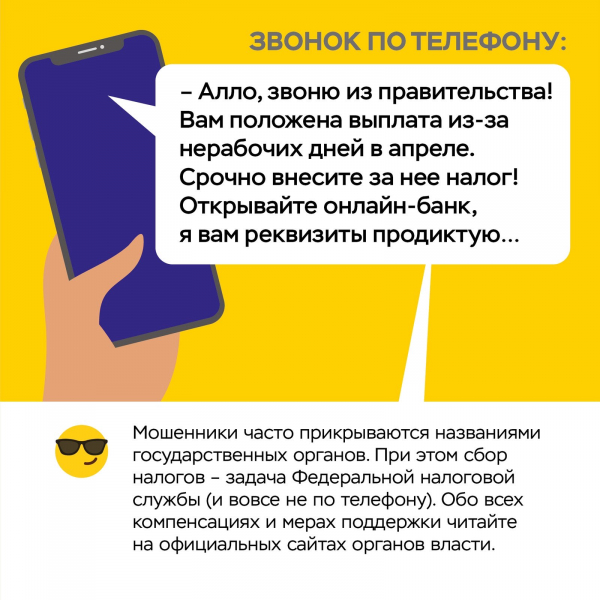 ЗВОНОК ПО ТЕЛЕФОНУ:
– Алло, звоню из правительства!
Вам положена выплата из-за
нерабочих дней в апреле.
Срочно внесите за нее налог!
Открывайте онлайн-банк,
я вам реквизиты продиктую...
Мошенники часто прикрываются названиями
государственных органов. При этом сбор
налогов – задача Федеральной налоговой
службы (и вовсе не по телефону). Обо всех
компенсациях и мерах поддержки читайте
на официальных сайтах органов власти.